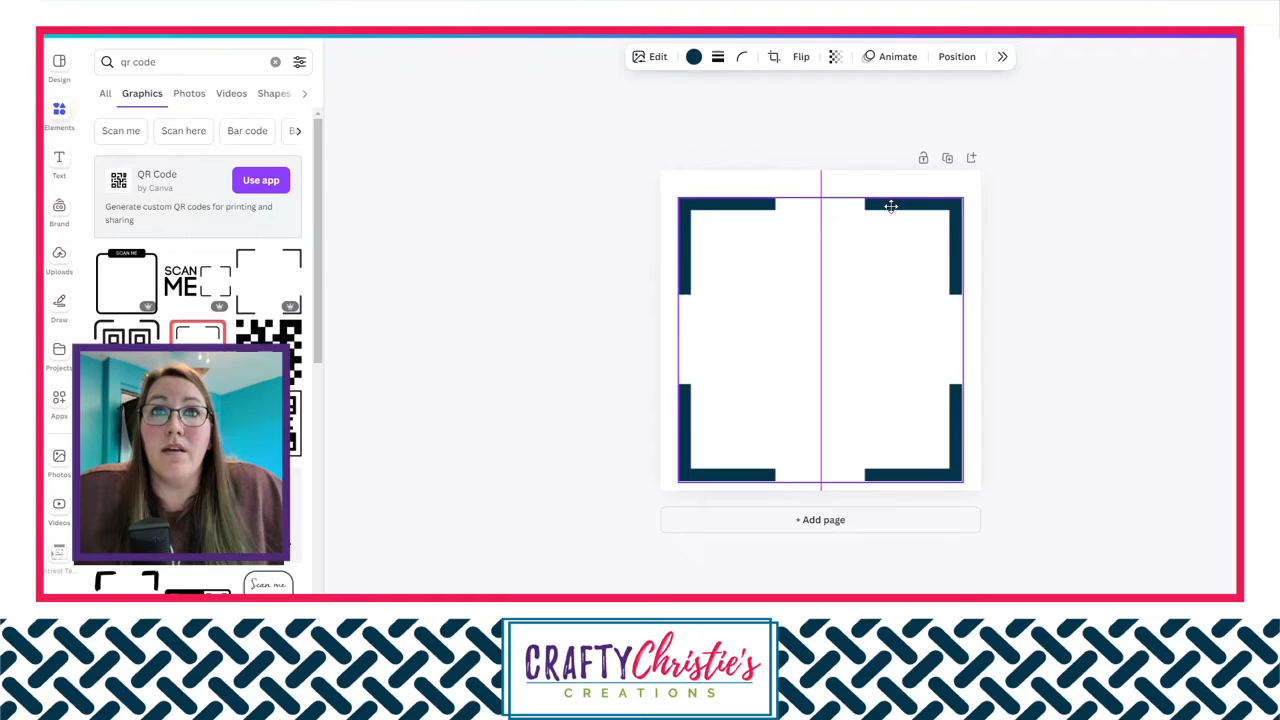 qr code
Edit
Flip
Animate
Position
Design
Elements
Text
Brand
Uploads
Draw
Projects
Apps
Photos
Videos
All
Graphics
Photos
Videos
Shapes
Scan me
Scan here
Bar code
QR Code
by Canva
Use app
Generate custom QR codes for printing and
sharing
SCAN ME
SCAN
ME
Scan me
+ Add page
CRAFTY Christie's
CREATIONS